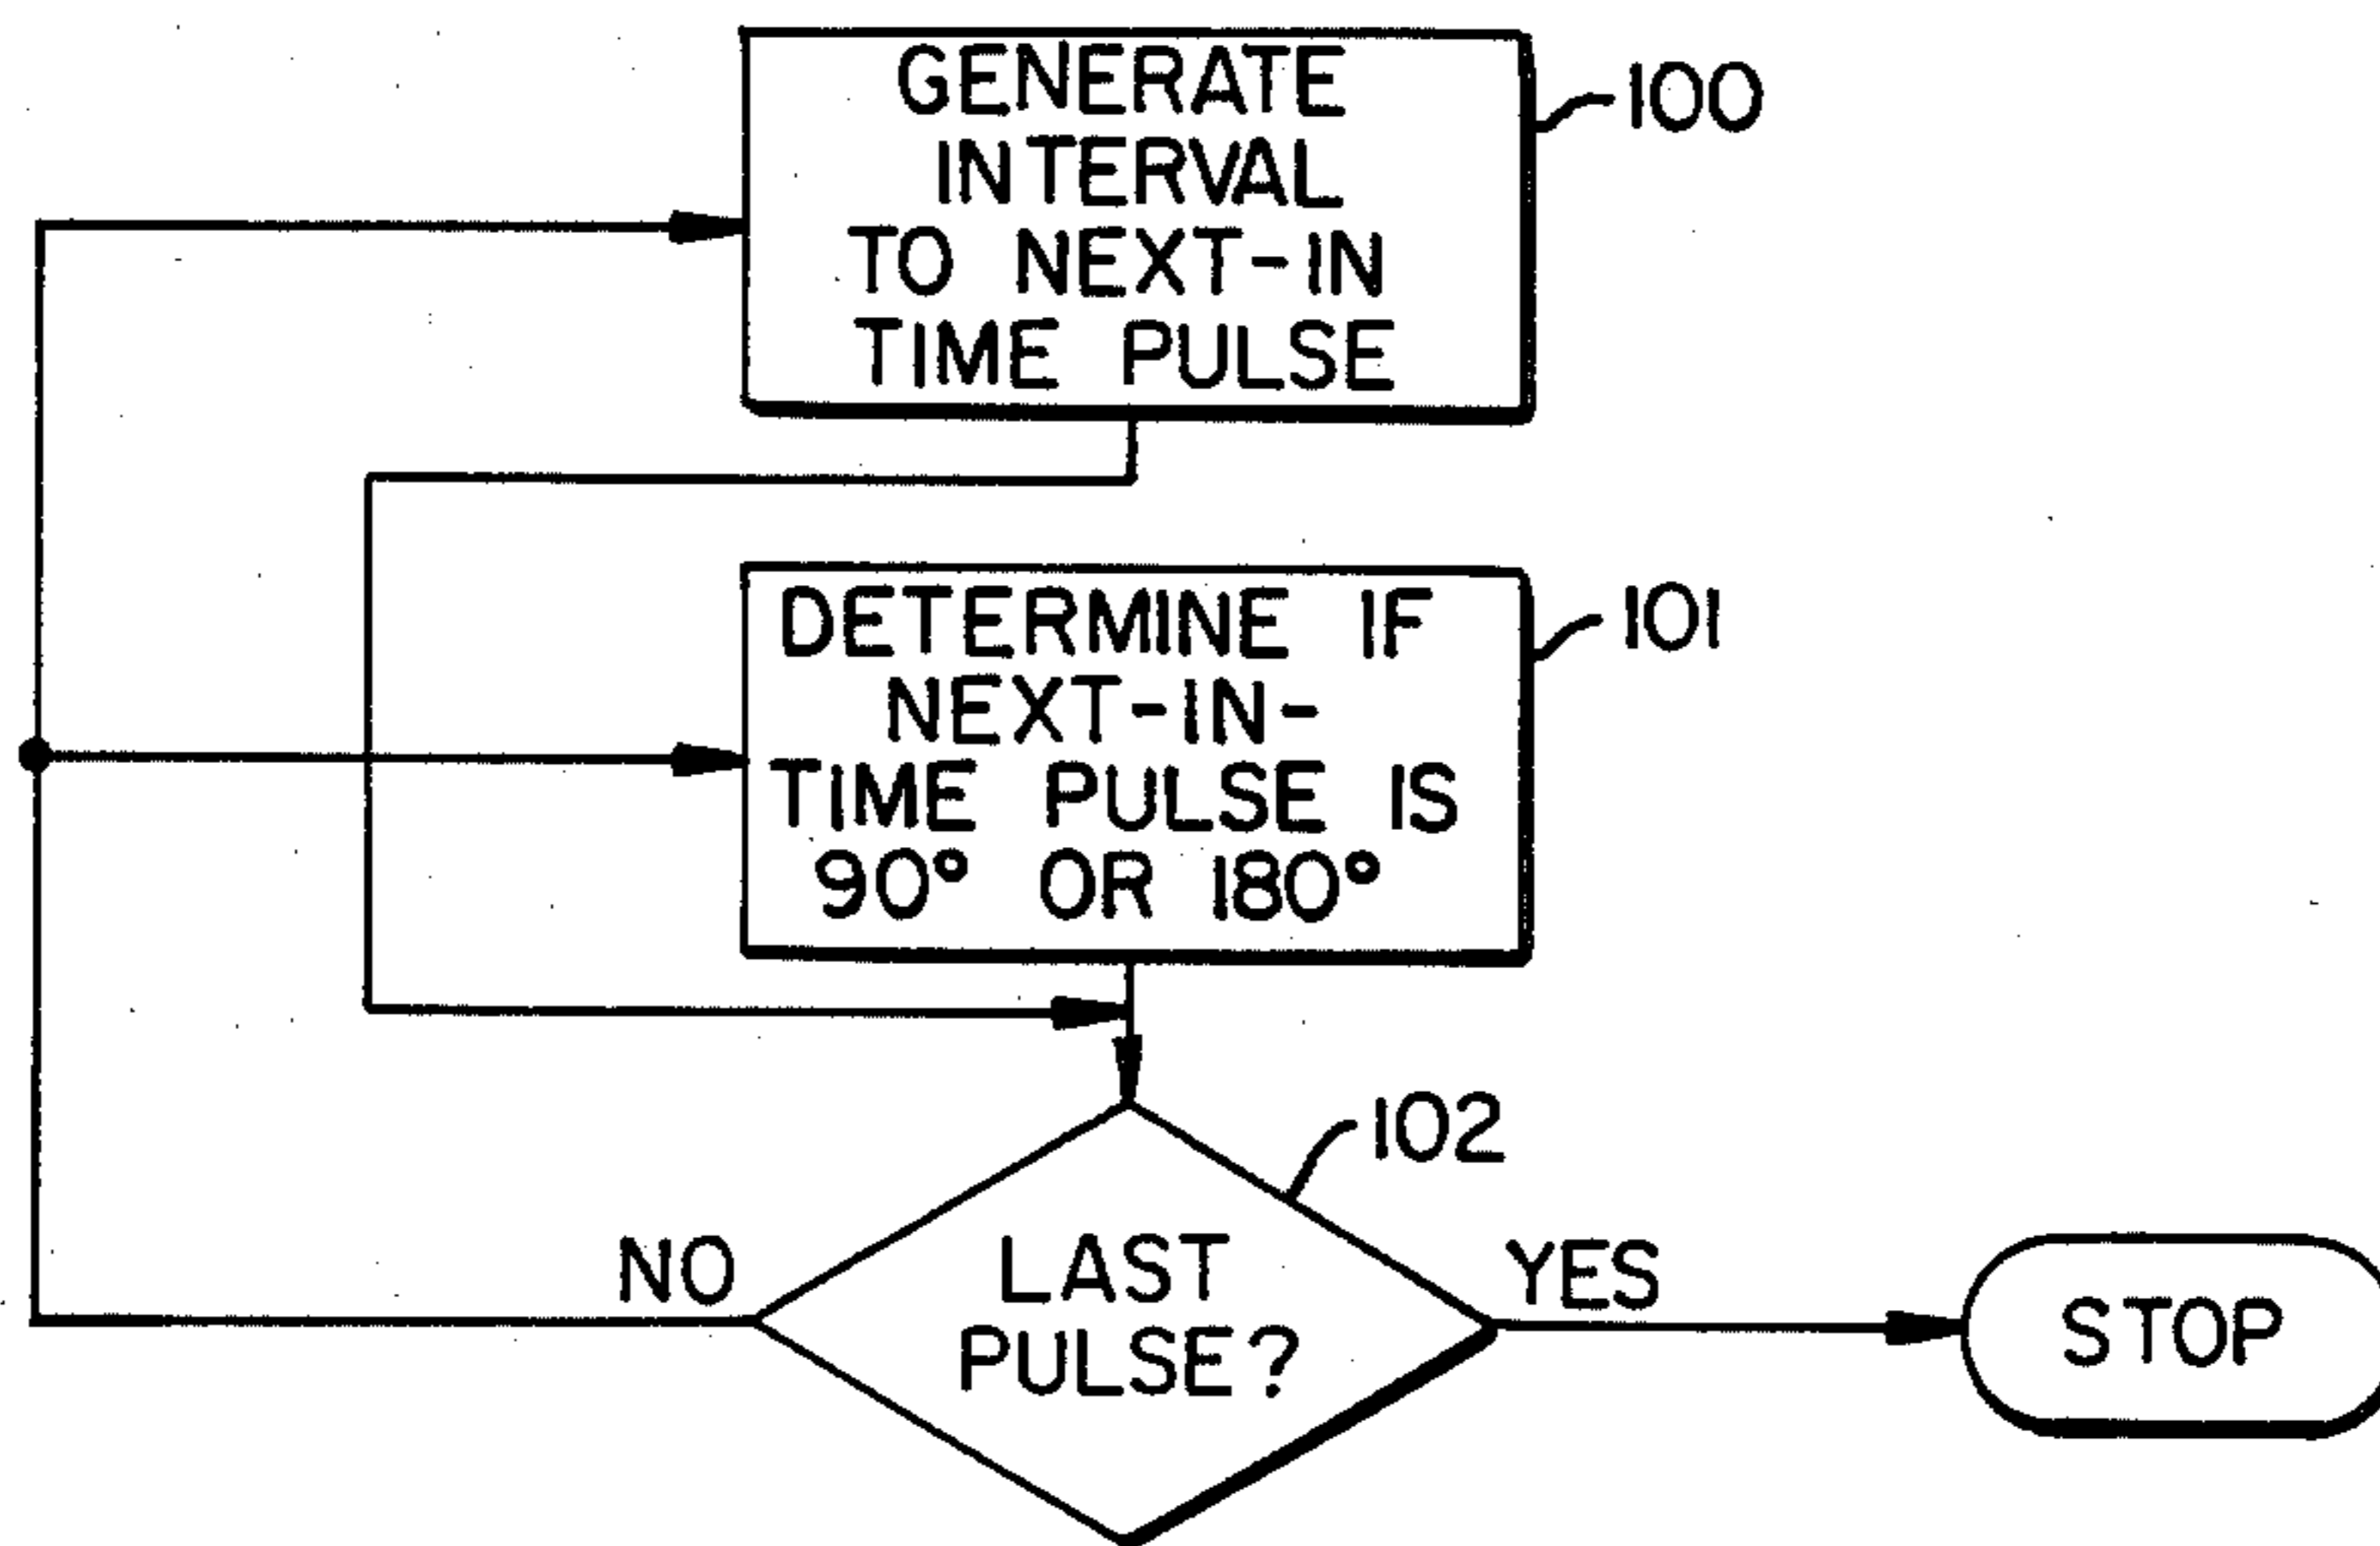 GENERATE
INTERVAL
TO NEXT-IN
TIME PULSE
100
DETERMINE IF
NEXT-IN-
TIME PULSE IS
90° OR 180°
101
102
NO
LAST
PULSE?
YES
STOP